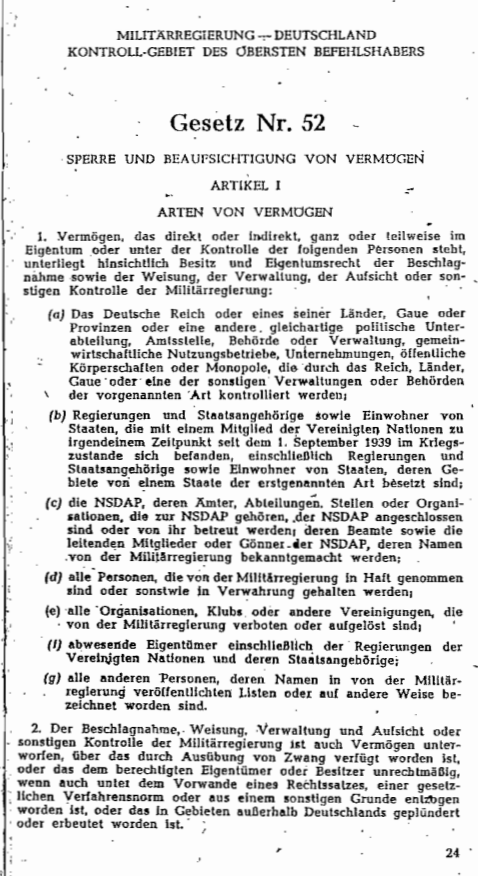 MILITÄRREGIERUNG — DEUTSCHLAND
KONTROLL-GEBIET DES OBERSTEN BEFEHLSHABERS
Gesetz Nr. 52
SPERRE UND BEAUFSICHTIGUNG VON VERMÖGEN
ARTIKEL I
ARTEN VON VERMÖGEN
1. Vermögen, das direkt oder indirekt, ganz oder teilweise im
Eigentum oder unter der Kontrolle der folgenden Personen steht,
unterliegt hinsichtlich Besitz und Eigentumsrecht der Beschlag-
nahme sowie der Weisung, der Verwaltung, der Aufsicht oder son-
stigen Kontrolle der Militärregierung:
(a) Das Deutsche Reich oder eines seiner Länder, Gaue oder
Provinzen oder eine andere gleichartige politische Unter-
abteilung, Amtsstelle, Behörde oder Verwaltung, gemein-
wirtschaftliche Nutzungsbetriebe, Unternehmungen, öffentliche
Körperschaften oder Monopole, die durch das Reich, Länder,
Gaue oder eine der sonstigen Verwaltungen oder Behörden
der vorgenannten Art kontrolliert werden;
(b) Regierungen und Staatsangehörige sowie Einwohner von
Staaten, die mit einem Mitglied der Vereinigten Nationen zu
irgendeinem Zeitpunkt seit dem 1. September 1939 im Kriegs-
zustande sich befanden, einschließlich Regierungen und
Staatsangehörige sowie Einwohner von Staaten, deren Ge-
biete von einem Staate der erstgenannten Art besetzt sind;
(c) die NSDAP, deren Ämter, Abteilungen, Stellen oder Organi-
sationen, die zur NSDAP gehören, der NSDAP angeschlossen
sind oder von ihr betreut werden; deren Beamte sowie die
leitenden Mitglieder oder Gönner der NSDAP, deren Namen
von der Militärregierung bekanntgemacht werden;
(d) alle Personen, die von der Militärregierung in Haft genommen
sind oder sonstwie in Verwahrung gehalten werden;
(e) alle Organisationen, Klubs oder andere Vereinigungen, die
von der Militärregierung verboten oder aufgelöst sind;
(f) abwesende Eigentümer einschließlich der Regierungen der
Vereinigten Nationen und deren Staatsangehörige;
(g) alle anderen Personen, deren Namen in von der Militär-
regierung veröffentlichten Listen oder auf andere Weise be-
zeichnet worden sind.
2. Der Beschlagnahme, Weisung, Verwaltung und Aufsicht oder
sonstigen Kontrolle der Militärregierung ist auch Vermögen unter-
worfen, über das durch Ausübung von Zwang verfügt worden ist,
oder das dem berechtigten Eigentümer oder Besitzer unrechtmäßig,
wenn auch unter dem Vorwande eines Rechtssatzes, einer gesetz-
lichen Verfahrensnorm oder aus einem sonstigen Grunde entzogen
worden ist, oder das in Gebieten außerhalb Deutschlands geplündert
oder erbeutet worden ist.
24